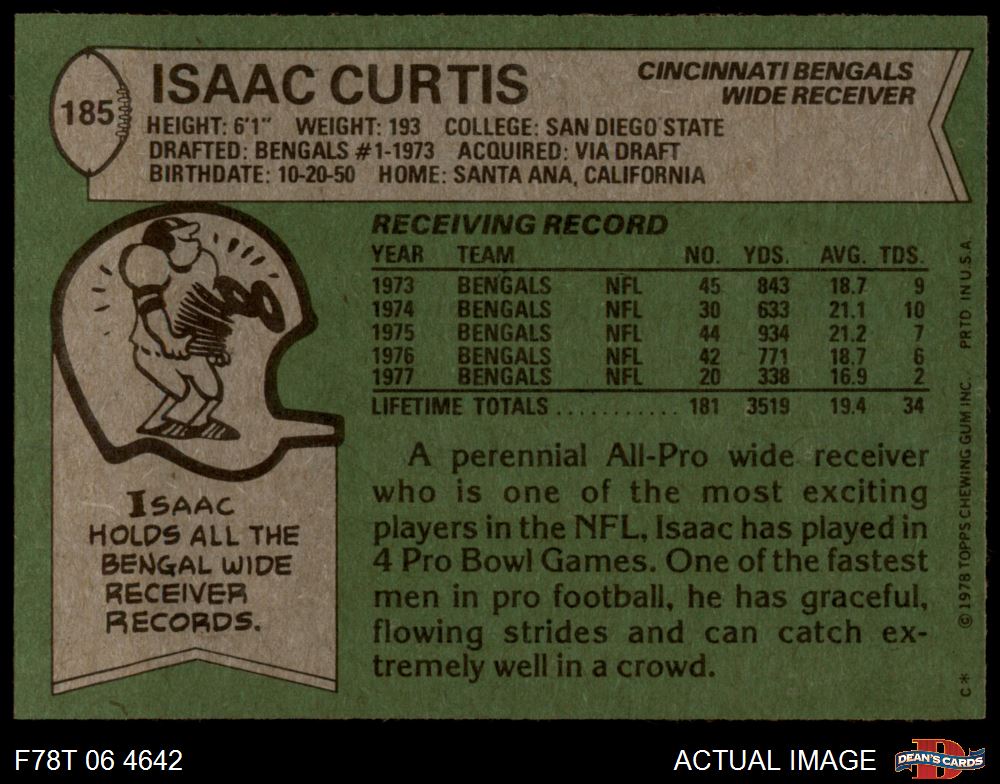 185
ISAAC CURTIS
CINCINNATI BENGALS
WIDE RECEIVER
HEIGHT: 6'1" WEIGHT: 193 COLLEGE: SAN DIEGO STATE
DRAFTED: BENGALS #1-1973 ACQUIRED: VIA DRAFT
BIRTHDATE: 10-20-50 HOME: SANTA ANA, CALIFORNIA
RECEIVING RECORD
YEAR TEAM NO. YDS. AVG. TDS.
1973 BENGALS NFL 45 843 18.7 9
1974 BENGALS NFL 30 633 21.1 10
1975 BENGALS NFL 44 934 21.2 7
1976 BENGALS NFL 42 771 18.7 6
1977 BENGALS NFL 20 338 16.9 2
LIFETIME TOTALS........... 181 3519 19.4 34
A perennial All-Pro wide receiver
who is one of the most exciting
players in the NFL, Isaac has played in
4 Pro Bowl Games. One of the fastest
men in pro football, he has graceful,
flowing strides and can catch ex-
tremely well in a crowd.
ISAAC
HOLDS ALL THE
BENGAL WIDE
RECEIVER
RECORDS.
C* © 1978 TOPPS CHEWING GUM INC. PRTD IN U.S.A.
F78T 06 4642
ACTUAL IMAGE
D
DEAN'S CARDS